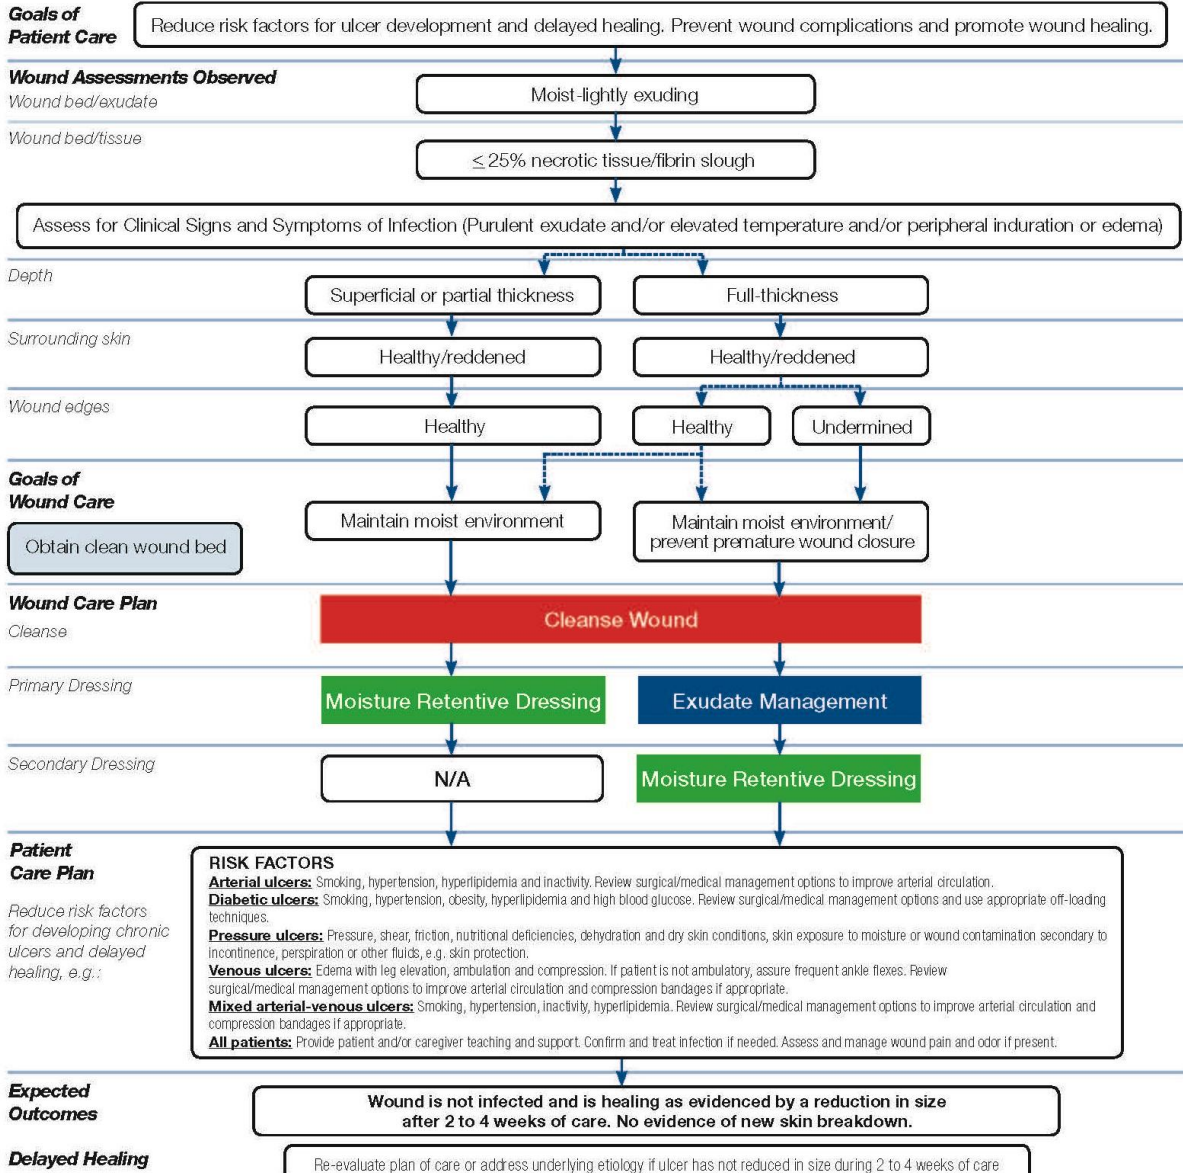 Goals of
Patient Care
Reduce risk factors for ulcer development and delayed healing. Prevent wound complications and promote wound healing.
Wound Assessments Observed
Wound bed/exudate
Moist-lightly exuding
Wound bed/tissue
≤ 25% necrotic tissue/fibrin slough
Assess for Clinical Signs and Symptoms of Infection (Purulent exudate and/or elevated temperature and/or peripheral induration or edema)
Depth
Superficial or partial thickness
Full-thickness
Surrounding skin
Healthy/reddened
Healthy/reddened
Wound edges
Healthy
Healthy
Undermined
Goals of
Wound Care
Obtain clean wound bed
Maintain moist environment
Maintain moist environment/
prevent premature wound closure
Wound Care Plan
Cleanse
Cleanse Wound
Primary Dressing
Moisture Retentive Dressing
Exudate Management
Secondary Dressing
N/A
Moisture Retentive Dressing
Patient
Care Plan
Reduce risk factors
for developing chronic
ulcers and delayed
healing, e.g.:
RISK FACTORS
Arterial ulcers: Smoking, hypertension, hyperlipidemia and inactivity. Review surgical/medical management options to improve arterial circulation.
Diabetic ulcers: Smoking, hypertension, obesity, hyperlipidemia and high blood glucose. Review surgical/medical management options and use appropriate off-loading
techniques.
Pressure ulcers: Pressure, shear, friction, nutritional deficiencies, dehydration and dry skin conditions, skin exposure to moisture or wound contamination secondary to
incontinence, perspiration or other fluids, e.g. skin protection.
Venous ulcers: Edema with leg elevation, ambulation and compression. If patient is not ambulatory, assure frequent ankle flexes. Review
surgical/medical management options to improve arterial circulation and compression bandages if appropriate.
Mixed arterial-venous ulcers: Smoking, hypertension, inactivity, hyperlipidemia. Review surgical/medical management options to improve arterial circulation and
compression bandages if appropriate.
All patients: Provide patient and/or caregiver teaching and support. Confirm and treat infection if needed. Assess and manage wound pain and odor if present.
Expected
Outcomes
Wound is not infected and is healing as evidenced by a reduction in size
after 2 to 4 weeks of care. No evidence of new skin breakdown.
Delayed Healing
Re-evaluate plan of care or address underlying etiology if ulcer has not reduced in size during 2 to 4 weeks of care